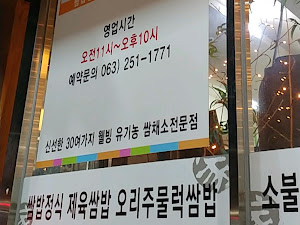 영업시간
오전11시~오후10시
예약문의 063) 251-1771
신선한 30여가지 웰빙 유기농 쌈채소전문점
쌈밥정식 제육쌈밥 오리주물럭쌈밥
소불